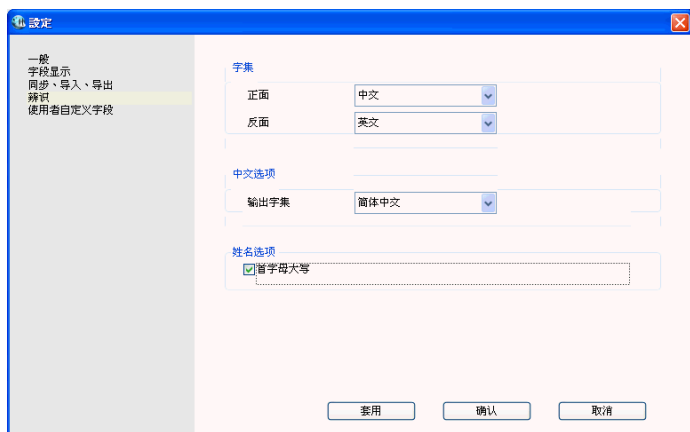 設定
一般
字段显示
同步、导入、导出
辨识
使用者自定义字段
字集
正面 中文
反面 英文
中文选项
输出字集 简体中文
姓名选项
首字母大写
套用 确认 取消